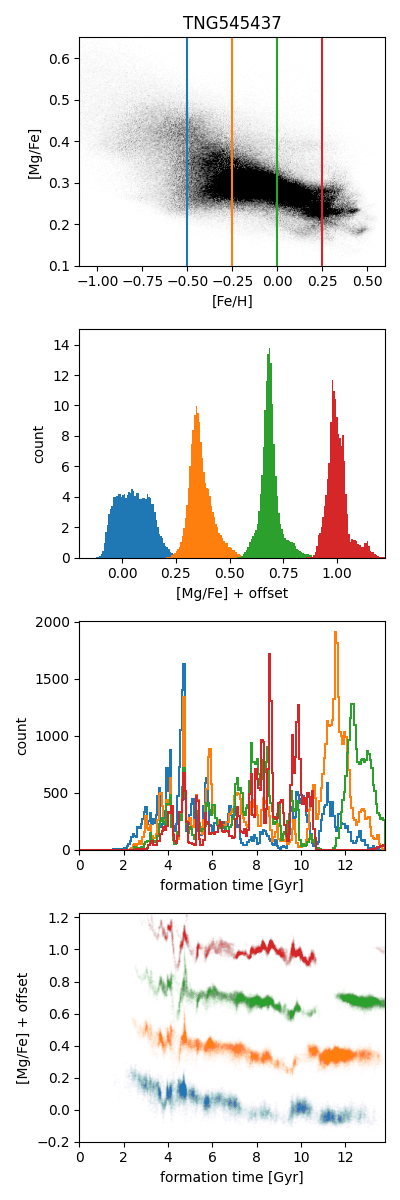 TNG545437
0.6
0.5
0.4
0.3
0.2
0.1
[Mg/Fe]
−1.00 −0.75 −0.50 −0.25 0.00 0.25 0.50
[Fe/H]
14
12
10
8
6
4
2
0
count
0.00 0.25 0.50 0.75 1.00
[Mg/Fe] + offset
2000
1500
1000
500
0
count
0 2 4 6 8 10 12
formation time [Gyr]
1.2
1.0
0.8
0.6
0.4
0.2
0.0
−0.2
[Mg/Fe] + offset
0 2 4 6 8 10 12
formation time [Gyr]